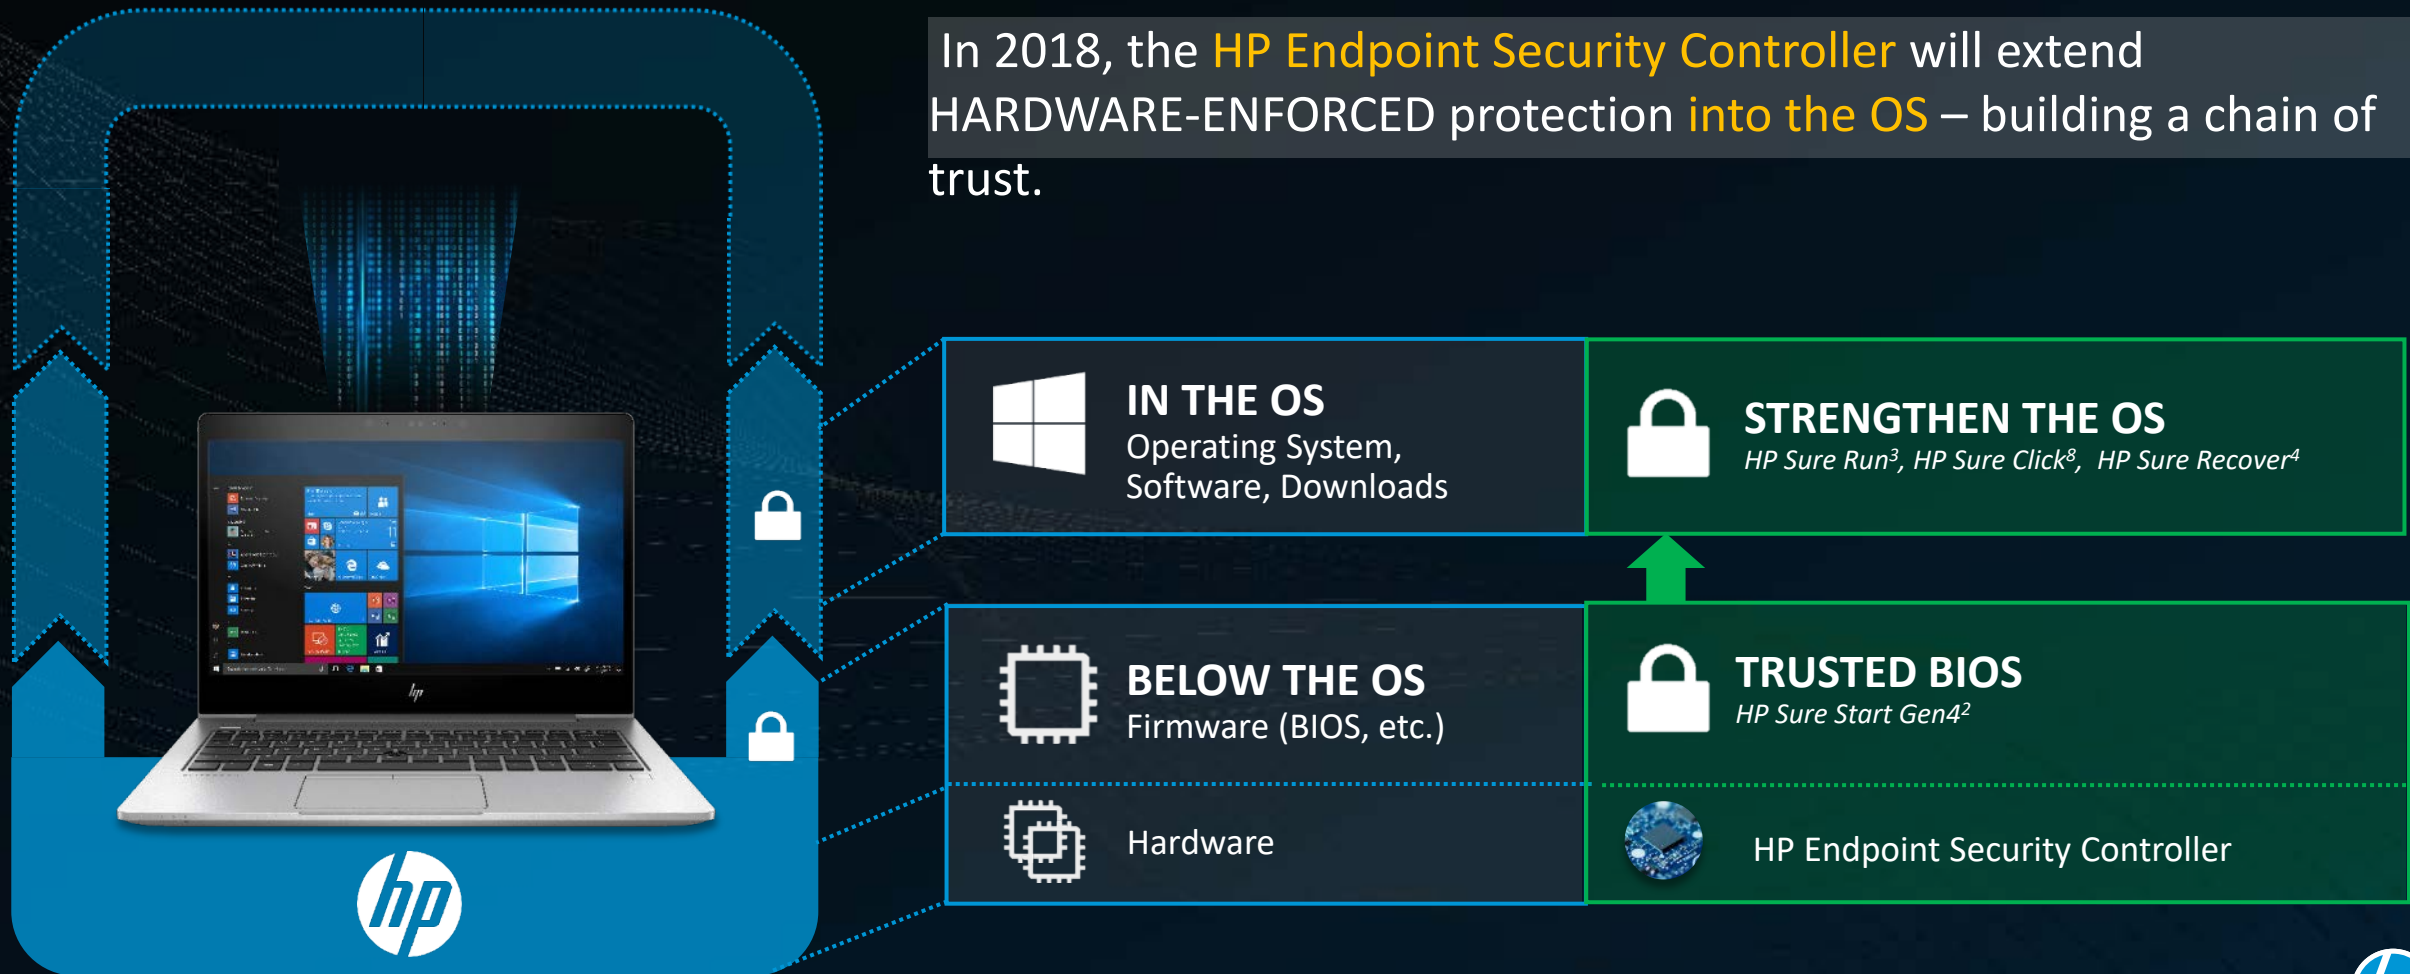 In 2018, the HP Endpoint Security Controller will extend
HARDWARE-ENFORCED protection into the OS – building a chain of
trust.
IN THE OS
Operating System,
Software, Downloads
STRENGTHEN THE OS
HP Sure Run³, HP Sure Click⁸, HP Sure Recover⁴
BELOW THE OS
Firmware (BIOS, etc.)
TRUSTED BIOS
HP Sure Start Gen4²
Hardware
HP Endpoint Security Controller
hp
hp